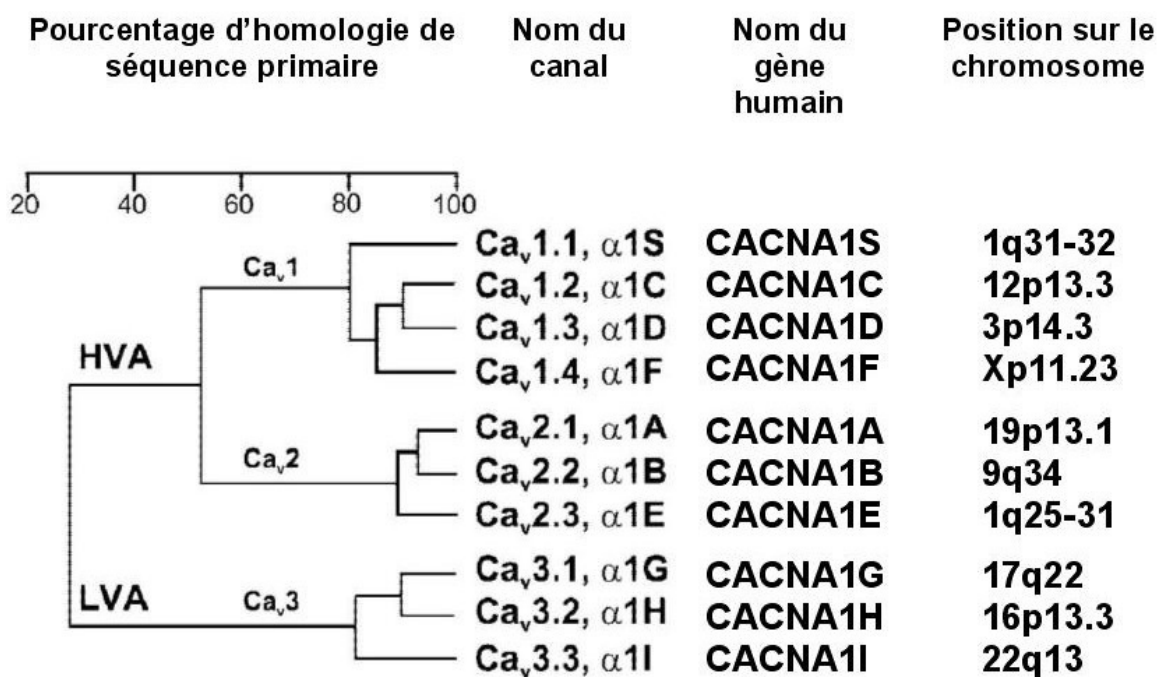 Pourcentage d'homologie de
séquence primaire
Nom du
canal
Nom du
gène
humain
Position sur le
chromosome
20 40 60 80 100
HVA
Caᵥ1
Caᵥ2
LVA
Caᵥ3
Caᵥ1.1, α1S CACNA1S 1q31-32
Caᵥ1.2, α1C CACNA1C 12p13.3
Caᵥ1.3, α1D CACNA1D 3p14.3
Caᵥ1.4, α1F CACNA1F Xp11.23
Caᵥ2.1, α1A CACNA1A 19p13.1
Caᵥ2.2, α1B CACNA1B 9q34
Caᵥ2.3, α1E CACNA1E 1q25-31
Caᵥ3.1, α1G CACNA1G 17q22
Caᵥ3.2, α1H CACNA1H 16p13.3
Caᵥ3.3, α1I CACNA1I 22q13